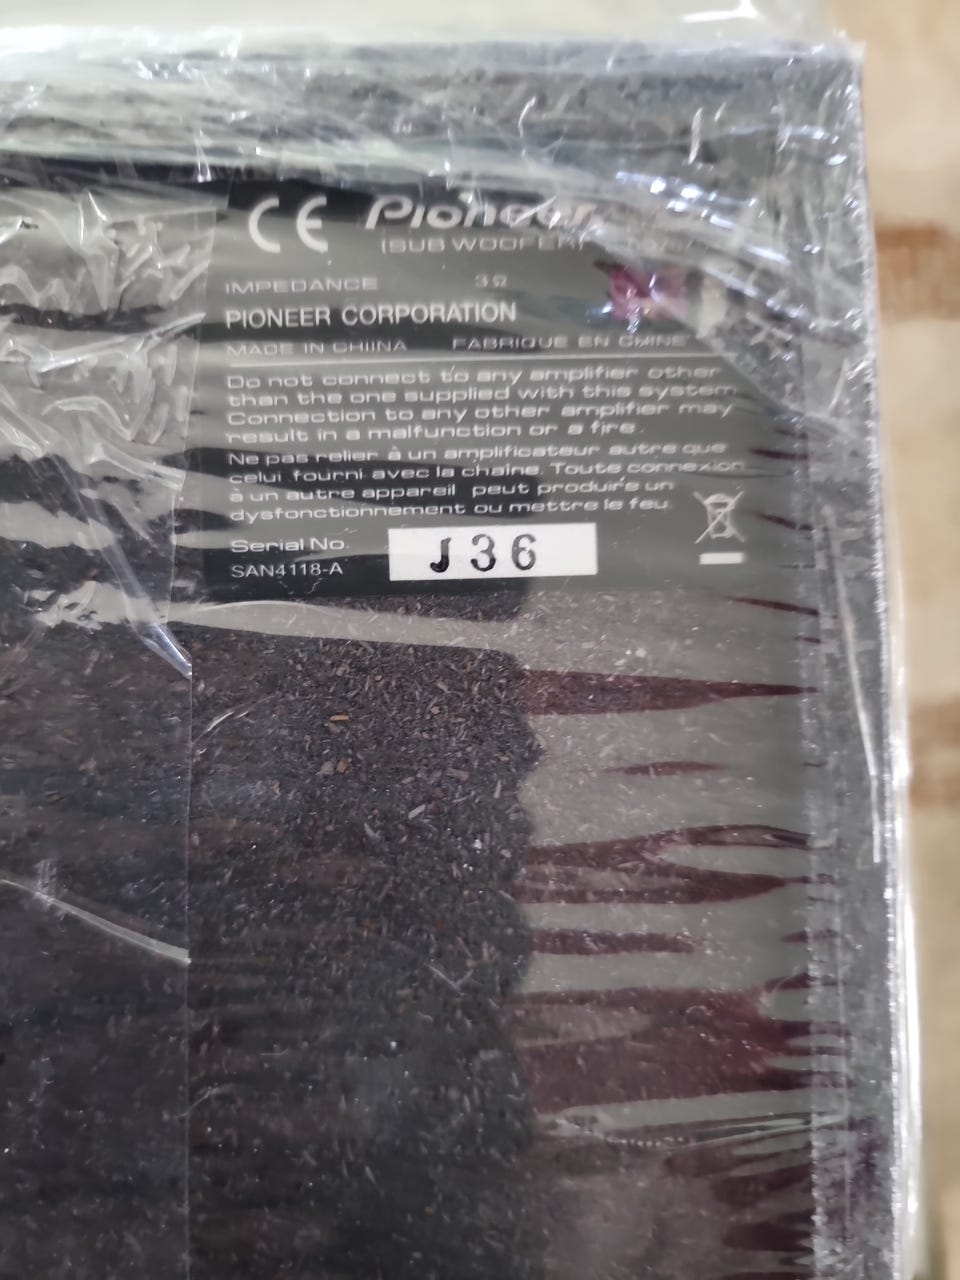 CE Pioneer
(SUB WOOFER)
IMPEDANCE 3Ω
PIONEER CORPORATION
MADE IN CHINA FABRIQUE EN CHINE
Do not connect to any amplifier other
than the one supplied with this system.
Connection to any other amplifier may
result in a malfunction or a fire.
Ne pas relier à un amplificateur autre que
celui fourni avec la chaine. Toute connexion
à un autre appareil peut produire un
dysfonctionnement ou mettre le feu.
Serial No. J36
SAN4118-A